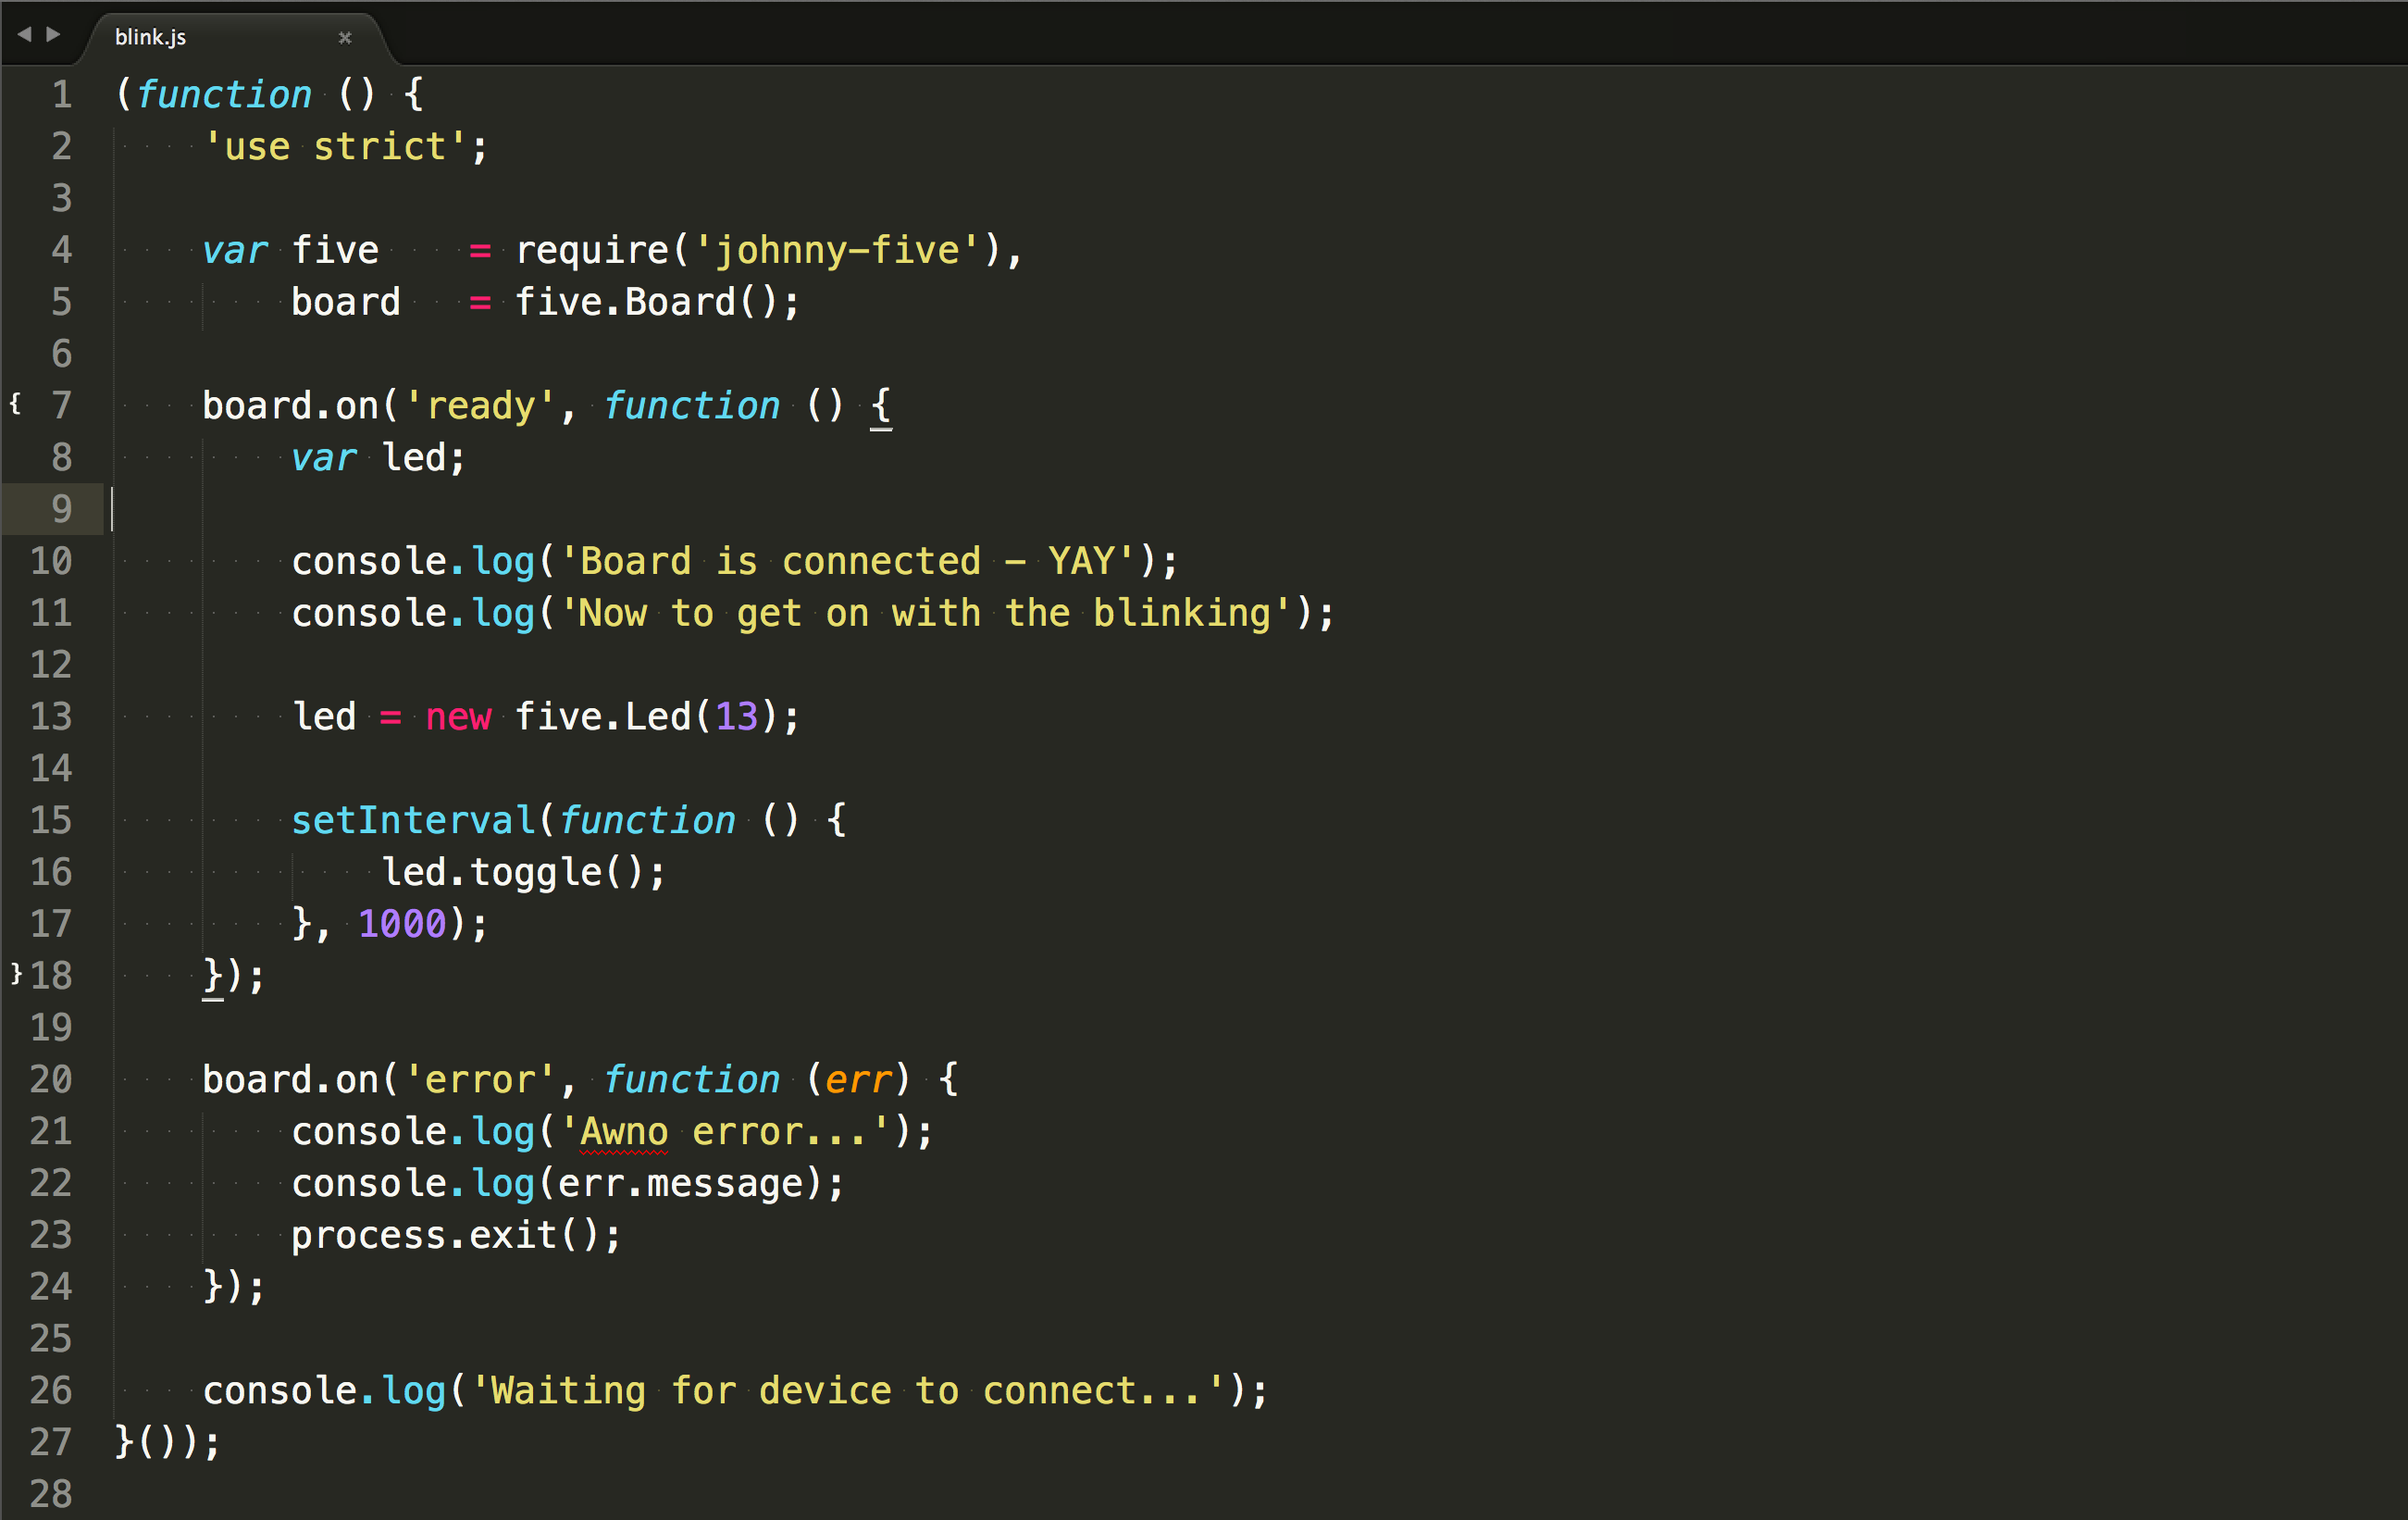 blink.js
1 (function () {
2     'use strict';
3
4     var five    = require('johnny-five'),
5         board   = five.Board();
6
{ 7     board.on('ready', function () {
8         var led;
9
10         console.log('Board is connected - YAY');
11         console.log('Now to get on with the blinking');
12
13         led = new five.Led(13);
14
15         setInterval(function () {
16             led.toggle();
17         }, 1000);
} 18     });
19
20     board.on('error', function (err) {
21         console.log('Awno error...');
22         console.log(err.message);
23         process.exit();
24     });
25
26     console.log('Waiting for device to connect...');
27 }());
28